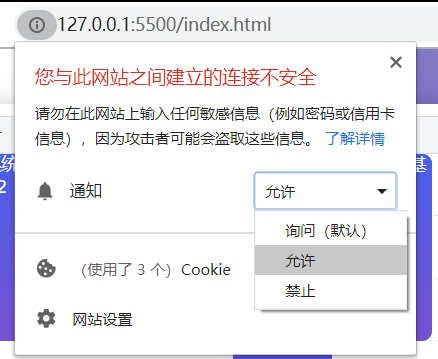 127.0.0.1:5500/index.html
您与此网站之间建立的连接不安全
请勿在此网站上输入任何敏感信息（例如密码或信用卡
信息），因为攻击者可能会盗取这些信息。 了解详情
统
基
2
通知
允许
询问（默认）
允许
禁止
（使用了 3 个）Cookie
网站设置